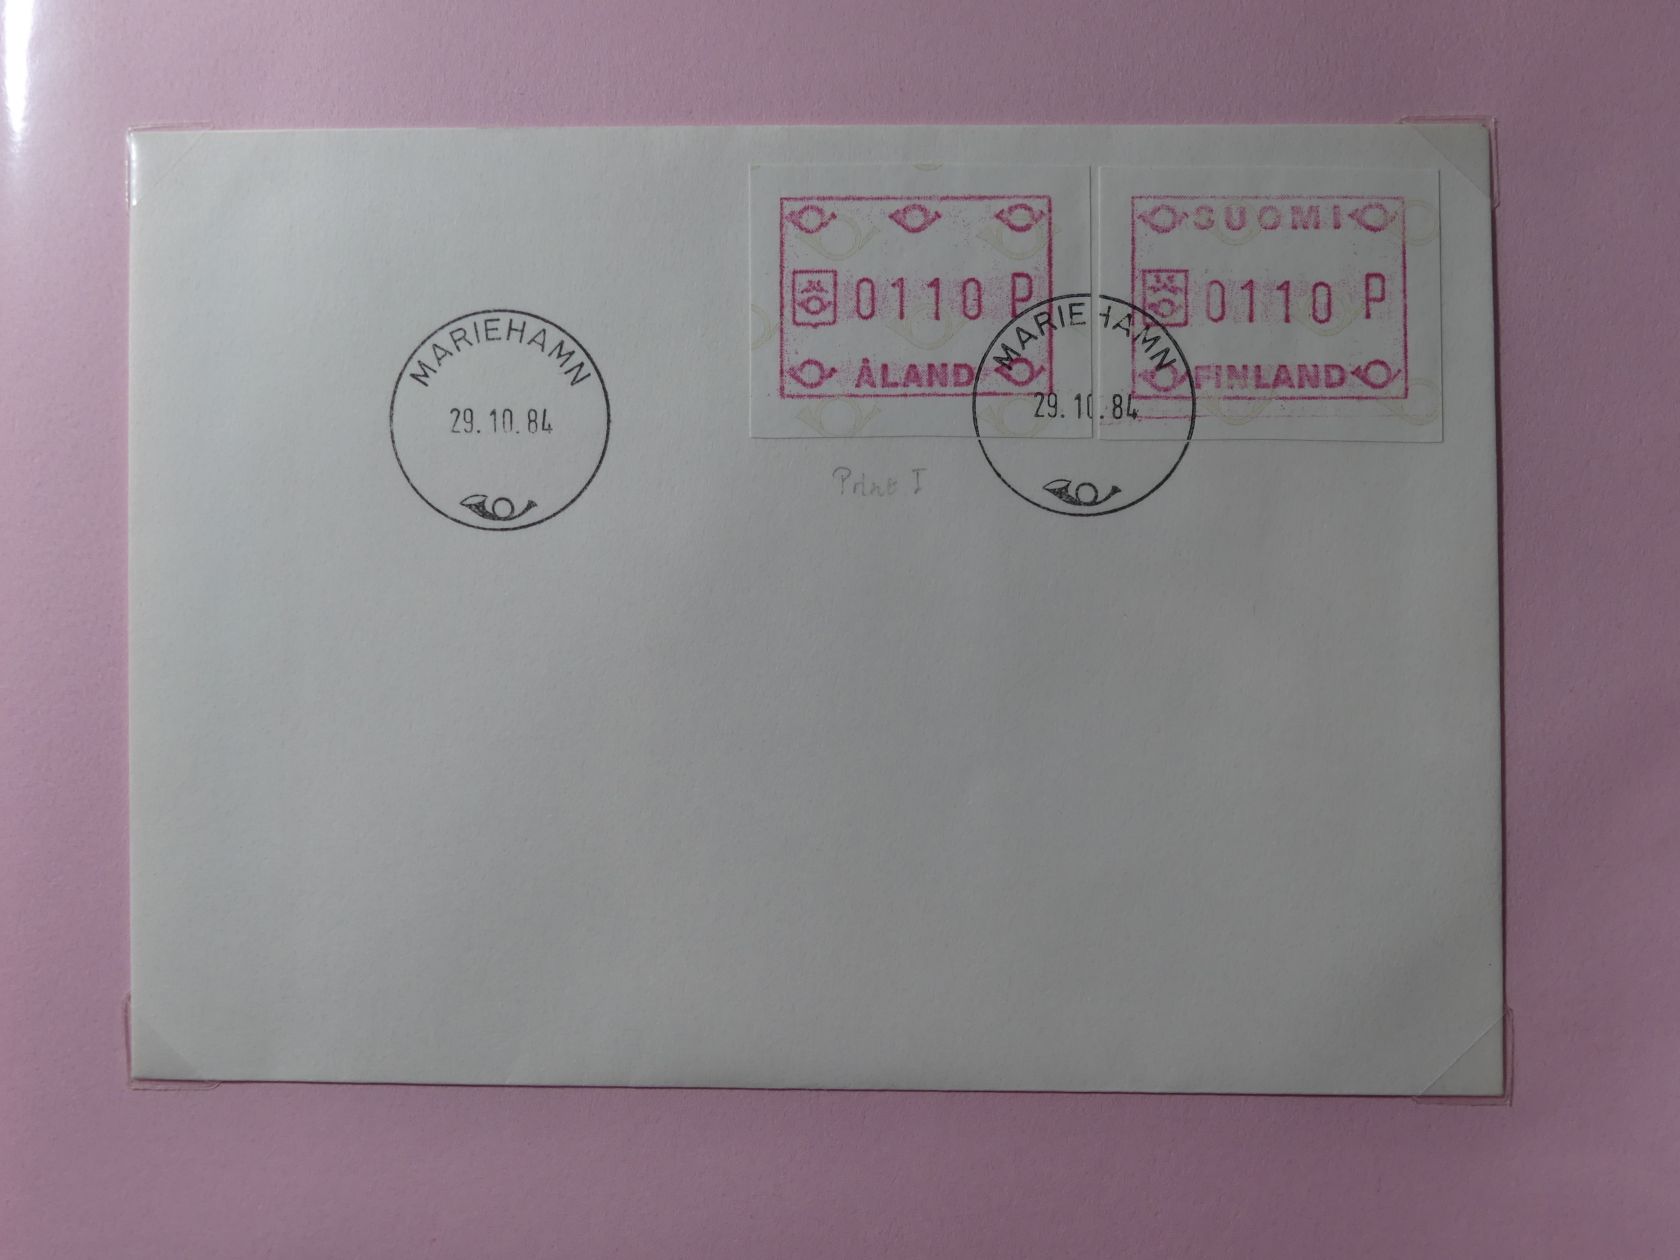 SUOMI
0110 P
0110 P
ÅLAND
FINLAND
MARIEHAMN
29.10.84
MARIEHAMN
29.10.84
Print I